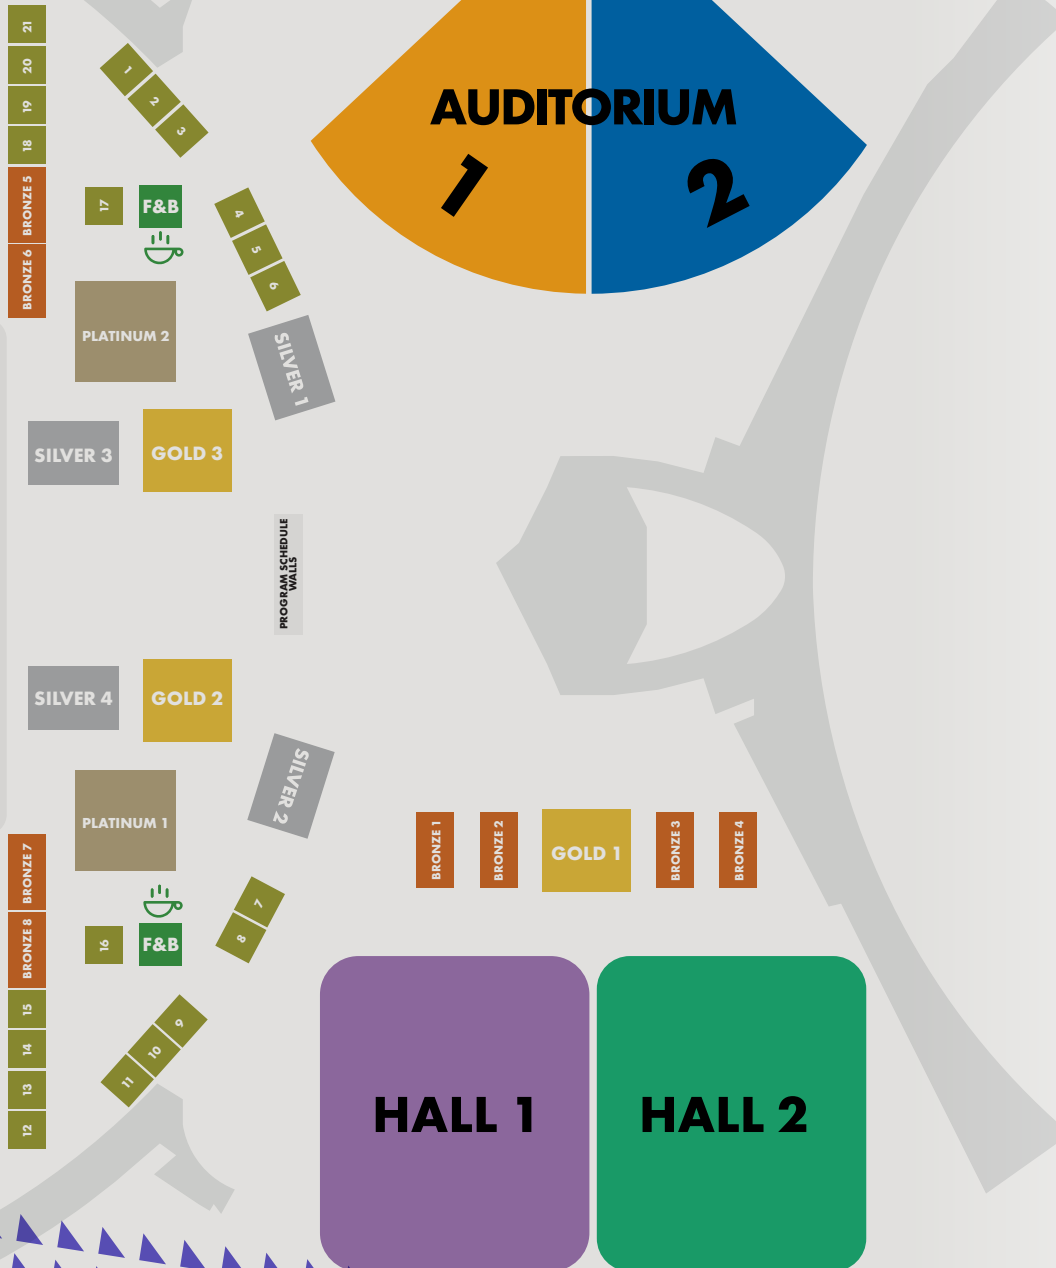 21
20
19
18
BRONZE 5
BRONZE 6
1
2
3
17
F&B
4
5
6
AUDITORIUM
1
2
PLATINUM 2
SILVER 1
SILVER 3
GOLD 3
PROGRAM SCHEDULE
WALLS
SILVER 4
GOLD 2
SILVER 2
PLATINUM 1
BRONZE 7
BRONZE 8
BRONZE 1
BRONZE 2
GOLD 1
BRONZE 3
BRONZE 4
7
8
16
F&B
15
14
13
12
9
10
11
HALL 1
HALL 2